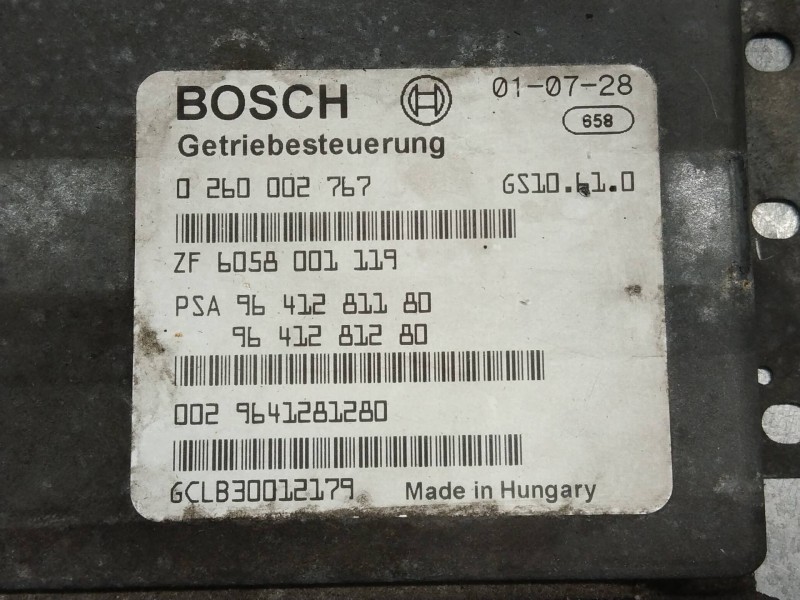 BOSCH 01-07-28
658
Getriebesteuerung
0 260 002 767 GS10.61.0
ZF 6058 001 119
PSA 96 412 811 80
96 412 812 80
002 9641281280
GCLB30012179 Made in Hungary